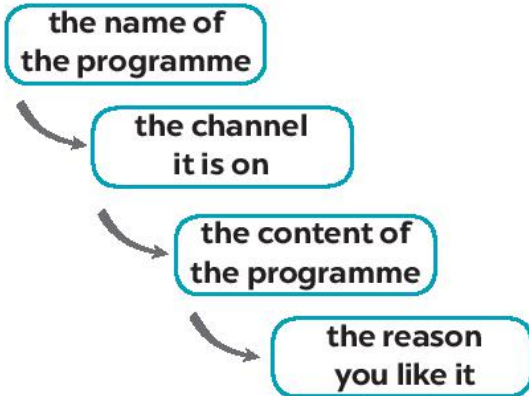 the name of
the programme
the channel
it is on
the content of
the programme
the reason
you like it